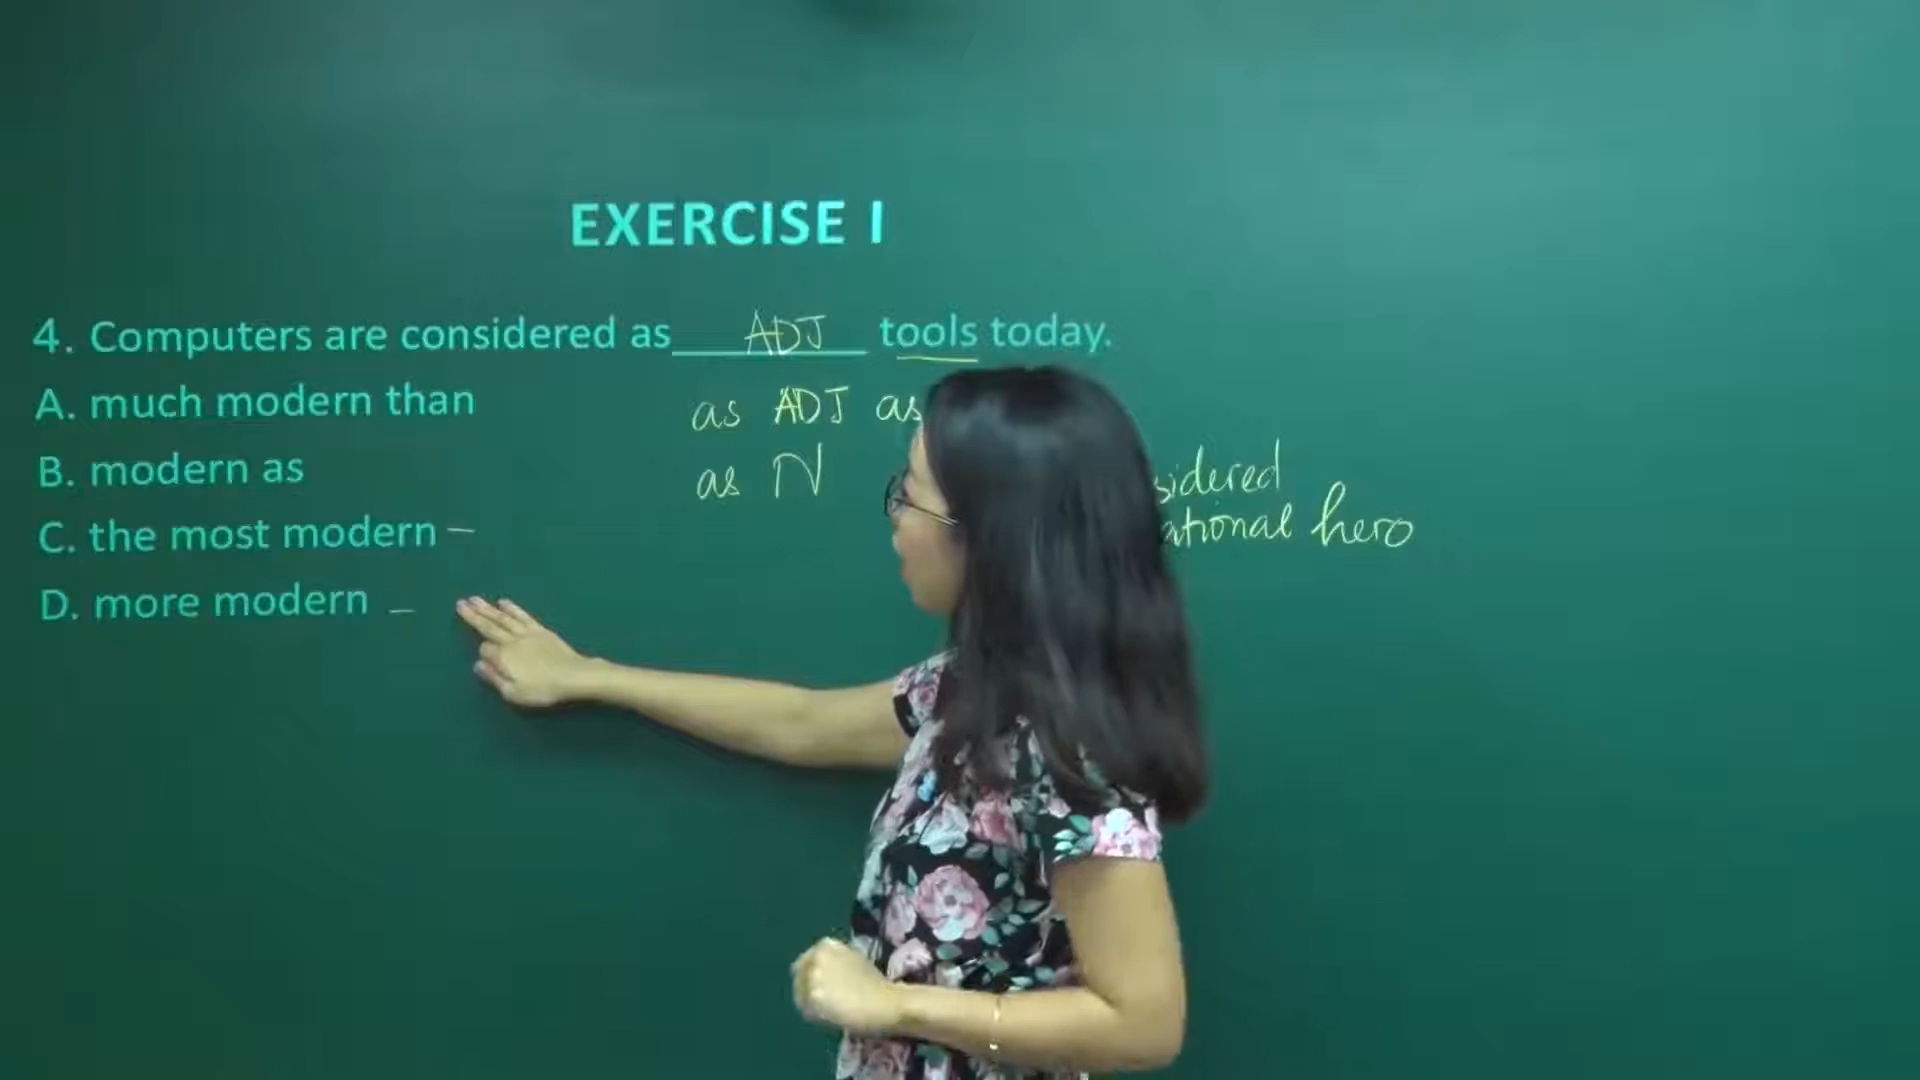 EXERCISE I
4. Computers are considered as ADJ tools today.
A. much modern than
as ADJ as
B. modern as
as N
sidered
C. the most modern –
ational hero
D. more modern –